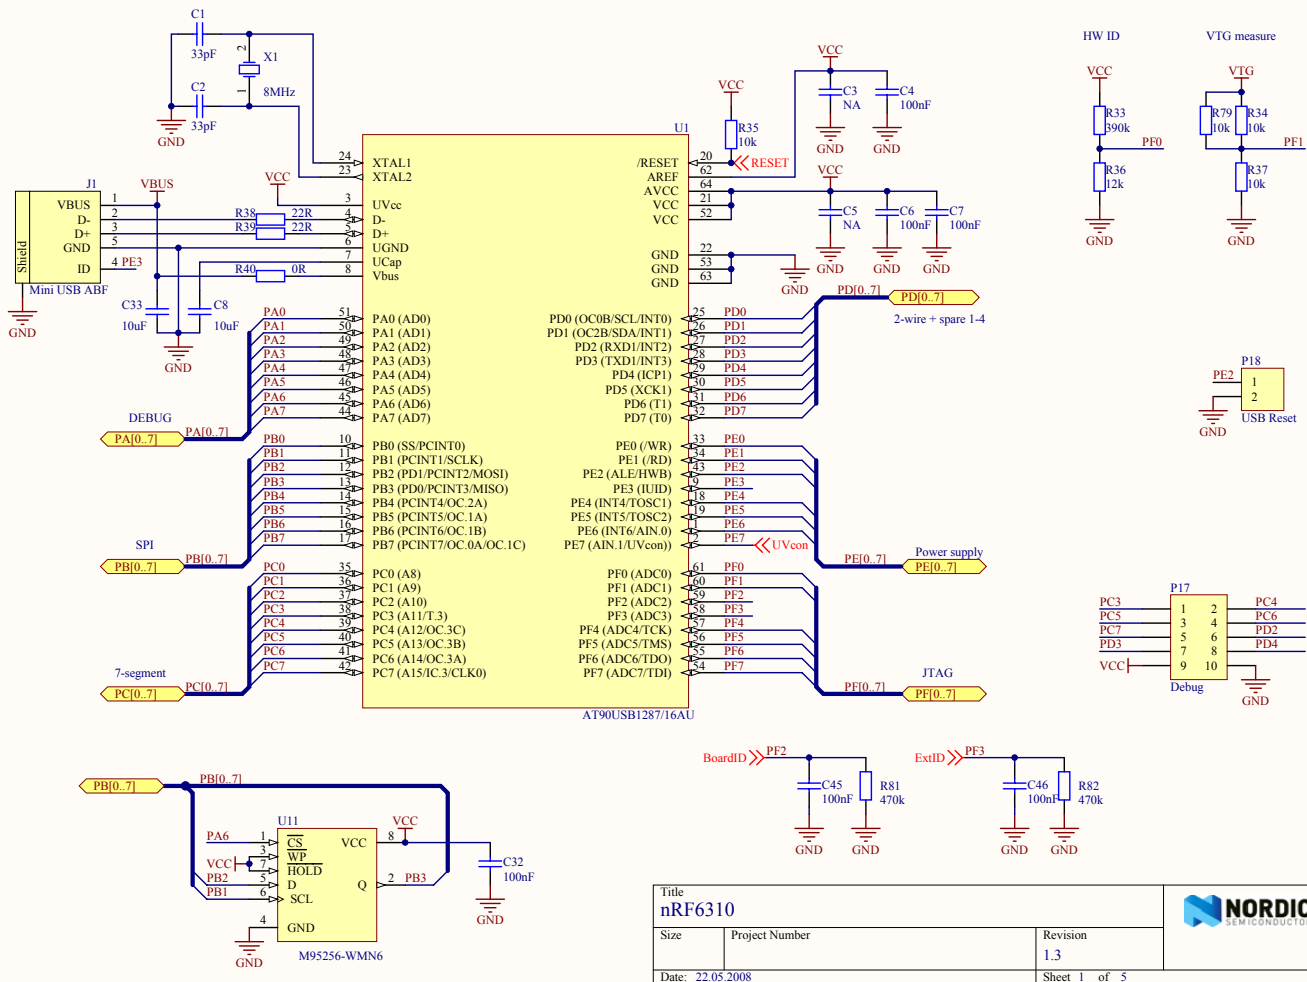 C1
33pF
2
X1
1
8MHz
C2
33pF
GND
HW ID
VCC
R33
390k
PF0
R36
12k
GND
VTG measure
VTG
R79
10k
R34
10k
PF1
R37
10k
GND
VCC
C3
NA
C4
100nF
GND
GND
VCC
R35
10k
RESET
VCC
C5
NA
C6
100nF
C7
100nF
GND
GND
GND
GND
U1
24 XTAL1
23 XTAL2
3 UVcc
4 D-
5 D+
6 UGND
7 UCap
8 Vbus
/RESET 20
AREF 62
AVCC 64
VCC 21
VCC 52
GND 22
GND 53
GND 63
J1
VBUS 1
D- 2
D+ 3
GND 5
ID 4 PE3
Shield
Mini USB ABF
GND
VBUS
VCC
R38 22R
R39 22R
R40 0R
C33
10uF
C8
10uF
GND
PA0 51 PA0 (AD0)
PA1 50 PA1 (AD1)
PA2 49 PA2 (AD2)
PA3 48 PA3 (AD3)
PA4 47 PA4 (AD4)
PA5 46 PA5 (AD5)
PA6 45 PA6 (AD6)
PA7 44 PA7 (AD7)
DEBUG
PA[0..7] PA[0..7]
PB0 10 PB0 (SS/PCINT0)
PB1 11 PB1 (PCINT1/SCLK)
PB2 12 PB2 (PD1/PCINT2/MOSI)
PB3 13 PB3 (PD0/PCINT3/MISO)
PB4 14 PB4 (PCINT4/OC.2A)
PB5 15 PB5 (PCINT5/OC.1A)
PB6 16 PB6 (PCINT6/OC.1B)
PB7 17 PB7 (PCINT7/OC.0A/OC.1C)
SPI
PB[0..7] PB[0..7]
PC0 35 PC0 (A8)
PC1 36 PC1 (A9)
PC2 37 PC2 (A10)
PC3 38 PC3 (A11/T.3)
PC4 39 PC4 (A12/OC.3C)
PC5 40 PC5 (A13/OC.3B)
PC6 41 PC6 (A14/OC.3A)
PC7 42 PC7 (A15/IC.3/CLK0)
7-segment
PC[0..7] PC[0..7]
PD0 (OC0B/SCL/INT0) 25 PD0
PD1 (OC2B/SDA/INT1) 26 PD1
PD2 (RXD1/INT2) 27 PD2
PD3 (TXD1/INT3) 28 PD3
PD4 (ICP1) 29 PD4
PD5 (XCK1) 30 PD5
PD6 (T1) 31 PD6
PD7 (T0) 32 PD7
PD[0..7] PD[0..7]
2-wire + spare 1-4
PE0 (/WR) 33 PE0
PE1 (/RD) 34 PE1
PE2 (ALE/HWB) 43 PE2
PE3 (IUID) 9 PE3
PE4 (INT4/TOSC1) 18 PE4
PE5 (INT5/TOSC2) 19 PE5
PE6 (INT6/AIN.0) 1 PE6
PE7 (AIN.1/UVcon)) 2 PE7 UVcon
Power supply
PE[0..7] PE[0..7]
PF0 (ADC0) 61 PF0
PF1 (ADC1) 60 PF1
PF2 (ADC2) 59 PF2
PF3 (ADC3) 58 PF3
PF4 (ADC4/TCK) 57 PF4
PF5 (ADC5/TMS) 56 PF5
PF6 (ADC6/TDO) 55 PF6
PF7 (ADC7/TDI) 54 PF7
JTAG
PF[0..7] PF[0..7]
AT90USB1287/16AU
P18
PE2 1
2
GND
USB Reset
P17
PC3 1 2 PC4
PC5 3 4 PC6
PC7 5 6 PD2
PD3 7 8 PD4
VCC 9 10
Debug
GND
BoardID PF2
C45
100nF
R81
470k
GND GND
ExtID PF3
C46
100nF
R82
470k
GND GND
PB[0..7] PB[0..7]
U11
PA6 1 CS
3 WP
VCC 7 HOLD
PB2 5 D
PB1 6 SCL
4 GND
GND
VCC 8
Q 2 PB3
VCC
C32
100nF
GND
M95256-WMN6
Title
nRF6310
Size
Project Number
Revision
1.3
Date: 22.05.2008
Sheet 1 of 5
NORDIC
SEMICONDUCTO